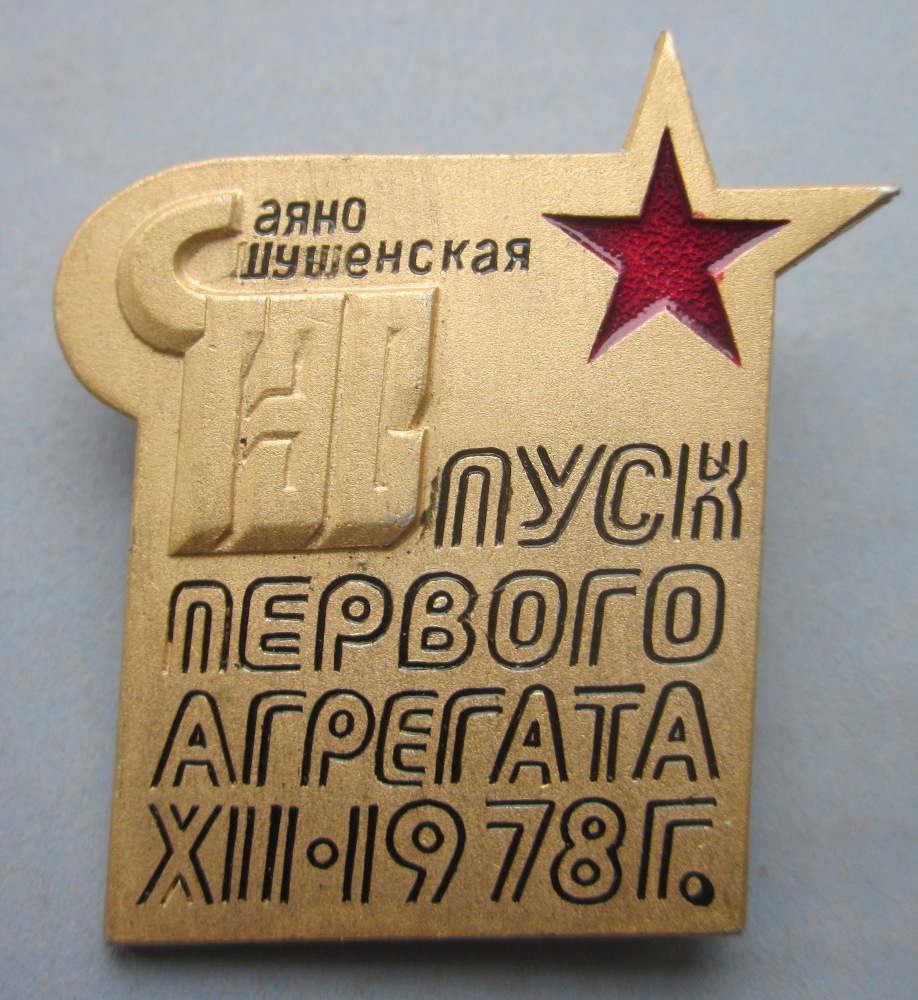 Саяно
Шушенская
ГЭС
ПУСК
ПЕРВОГО
АГРЕГАТА
XII·1978Г.